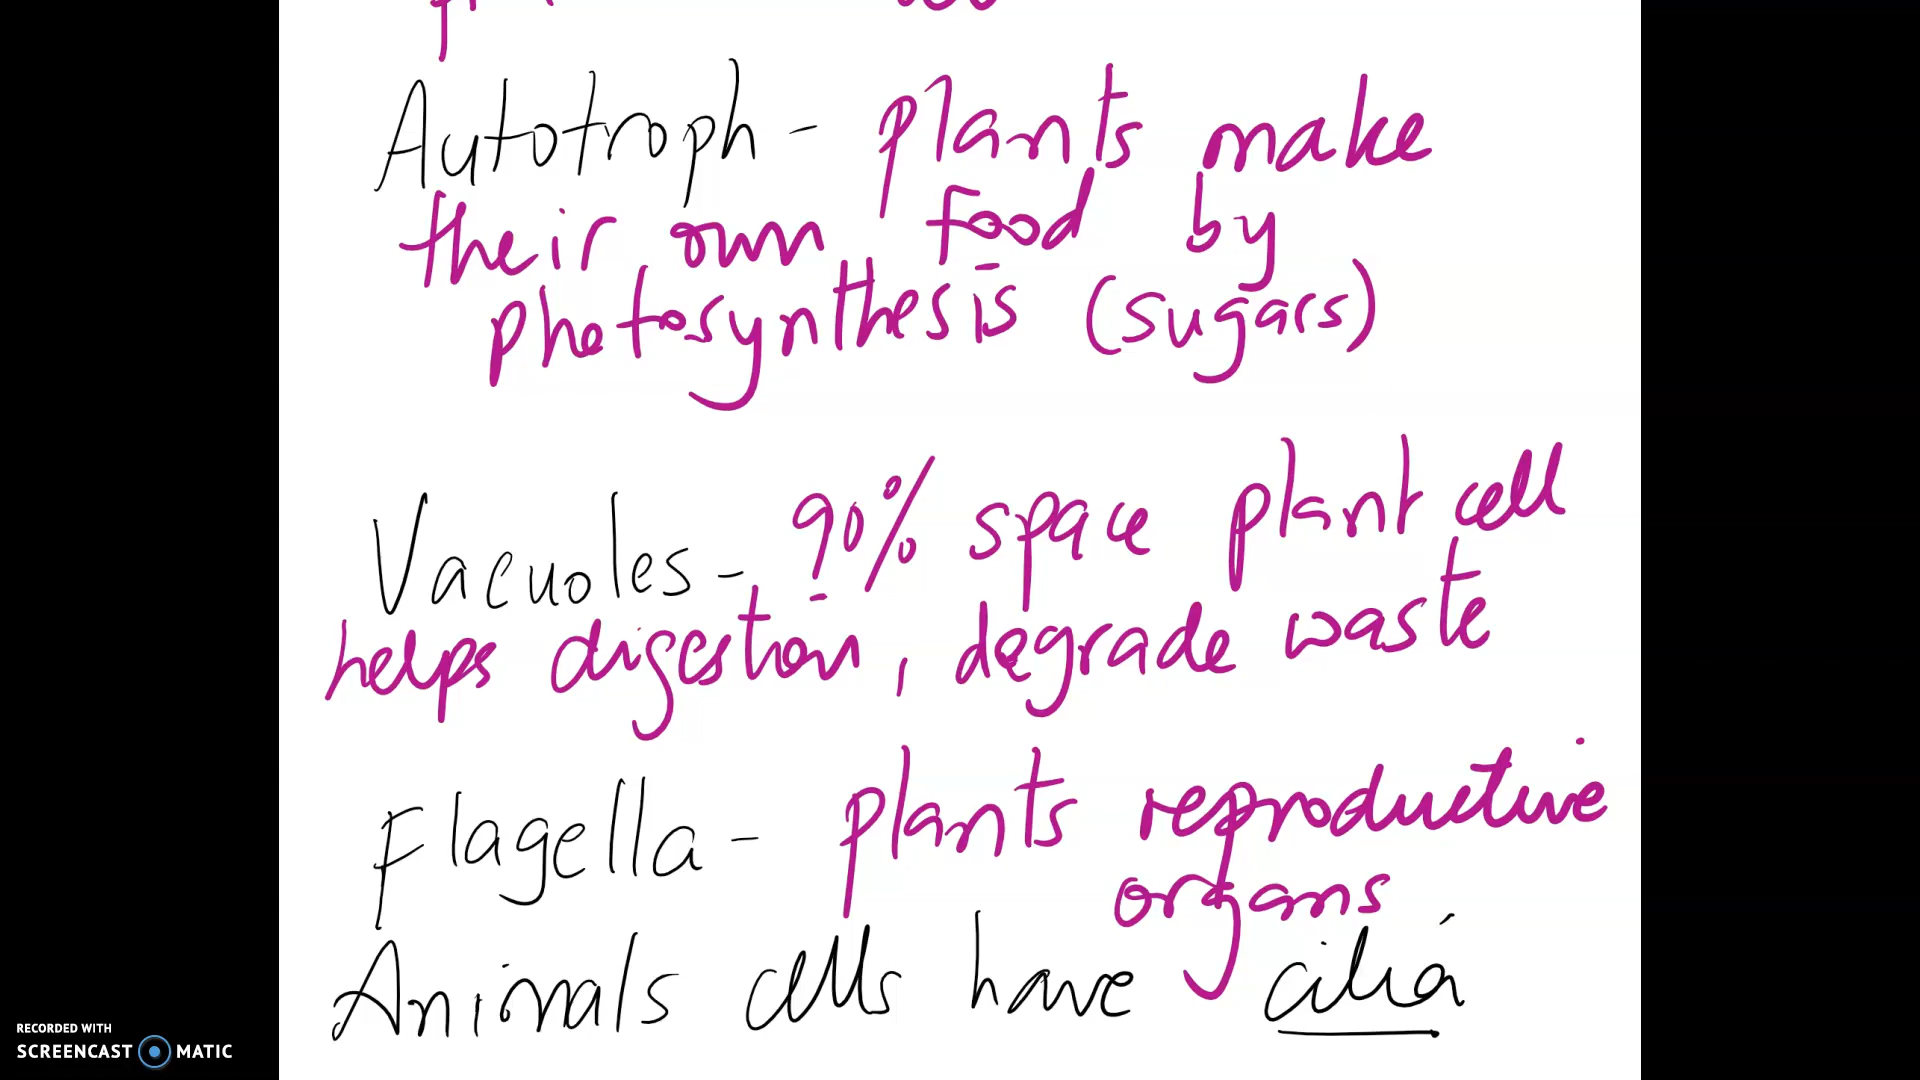 Autotroph - plants make
their own food by
photosynthesis (sugars)
Vacuoles - 90% space plant cell
helps digestion, degrade waste
Flagella - plants reproductive
organs
Animals cells have cilia
RECORDED WITH
SCREENCAST MATIC